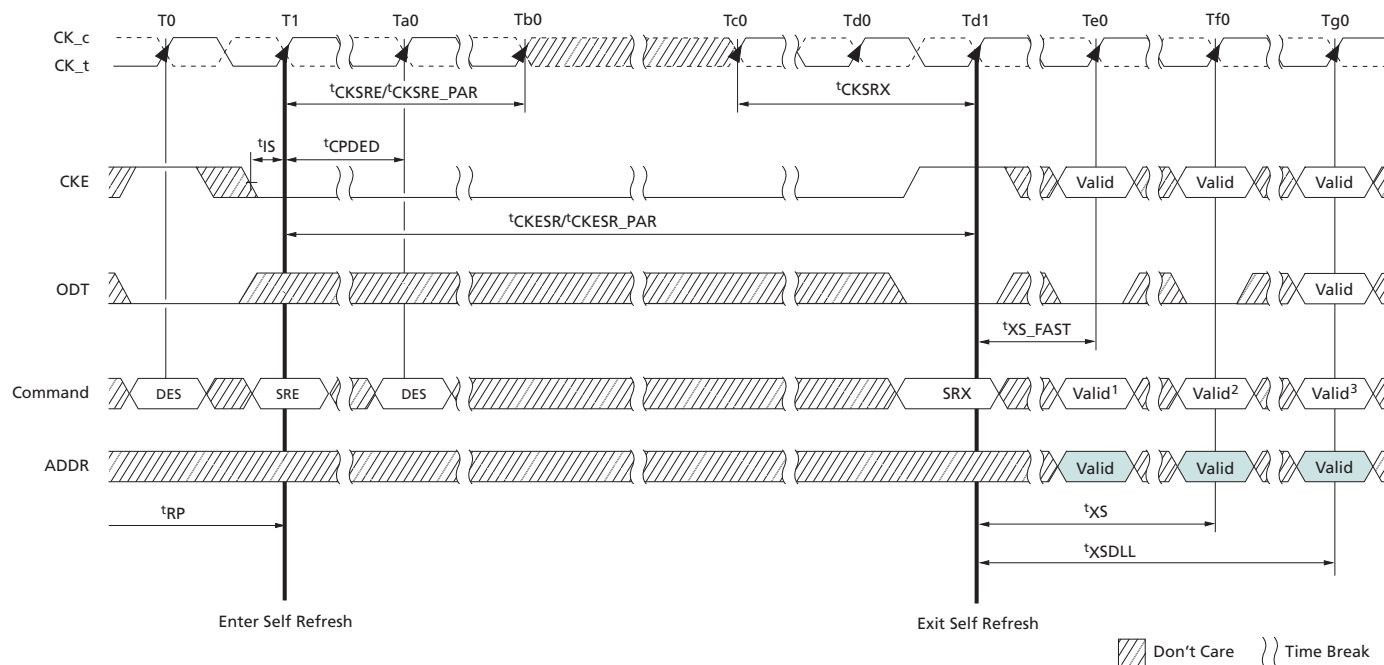 T0 T1 Ta0 Tb0 Tc0 Td0 Td1 Te0 Tf0 Tg0
CK_c
CK_t
tCKSRE/tCKSRE_PAR tCKSRX
tIS tCPDED
CKE Valid Valid Valid
tCKESR/tCKESR_PAR
ODT Valid
tXS_FAST
Command DES SRE DES SRX Valid1 Valid2 Valid3
ADDR Valid Valid Valid
tRP tXS
tXSDLL
Enter Self Refresh Exit Self Refresh
Don't Care Time Break